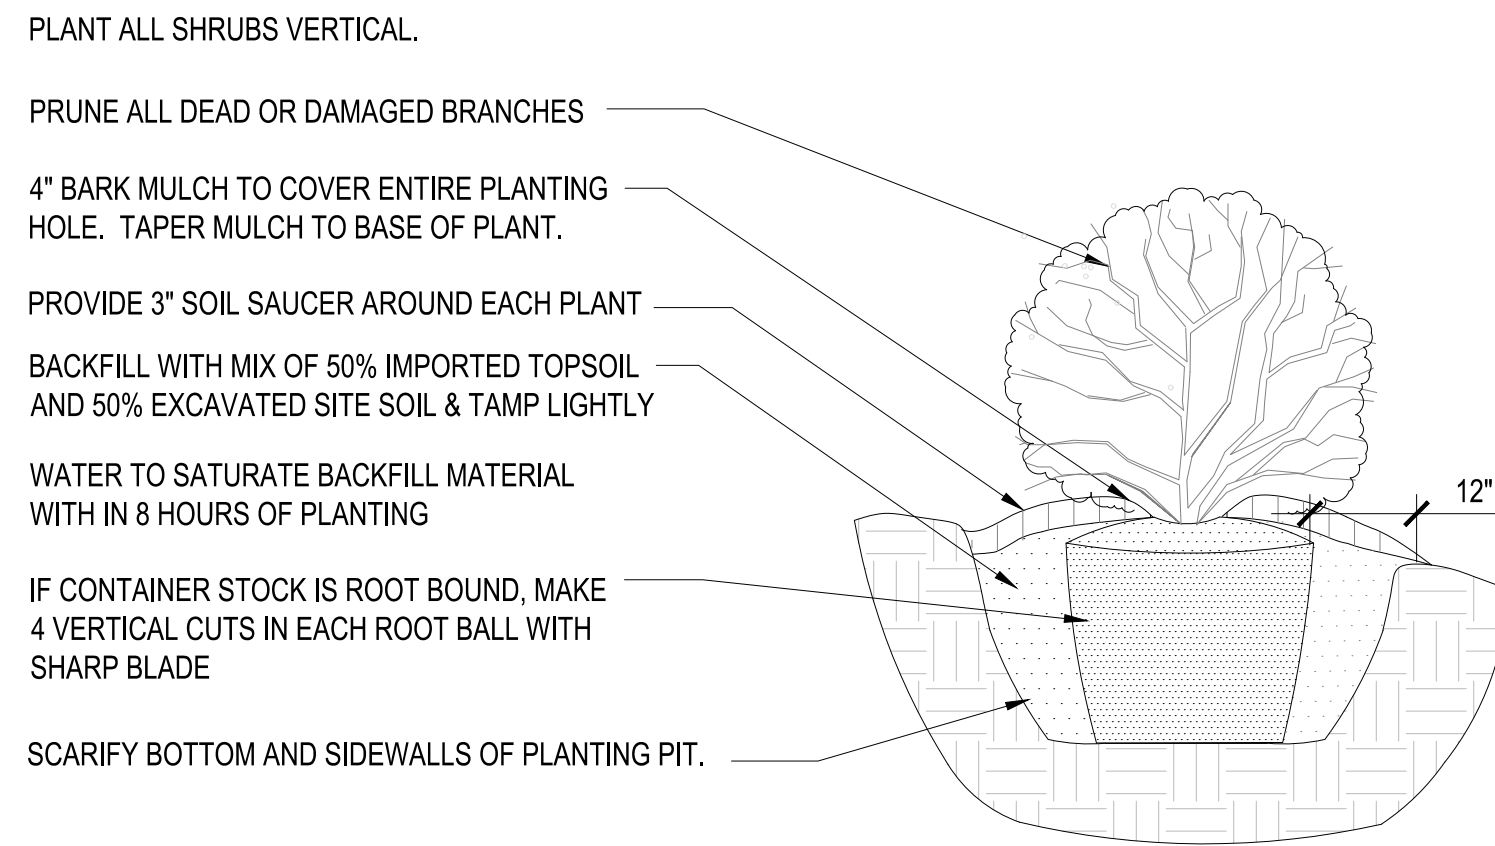 PLANT ALL SHRUBS VERTICAL.
PRUNE ALL DEAD OR DAMAGED BRANCHES
4" BARK MULCH TO COVER ENTIRE PLANTING
HOLE. TAPER MULCH TO BASE OF PLANT.
PROVIDE 3" SOIL SAUCER AROUND EACH PLANT
BACKFILL WITH MIX OF 50% IMPORTED TOPSOIL
AND 50% EXCAVATED SITE SOIL & TAMP LIGHTLY
WATER TO SATURATE BACKFILL MATERIAL
WITH IN 8 HOURS OF PLANTING
12"
IF CONTAINER STOCK IS ROOT BOUND, MAKE
4 VERTICAL CUTS IN EACH ROOT BALL WITH
SHARP BLADE
SCARIFY BOTTOM AND SIDEWALLS OF PLANTING PIT.